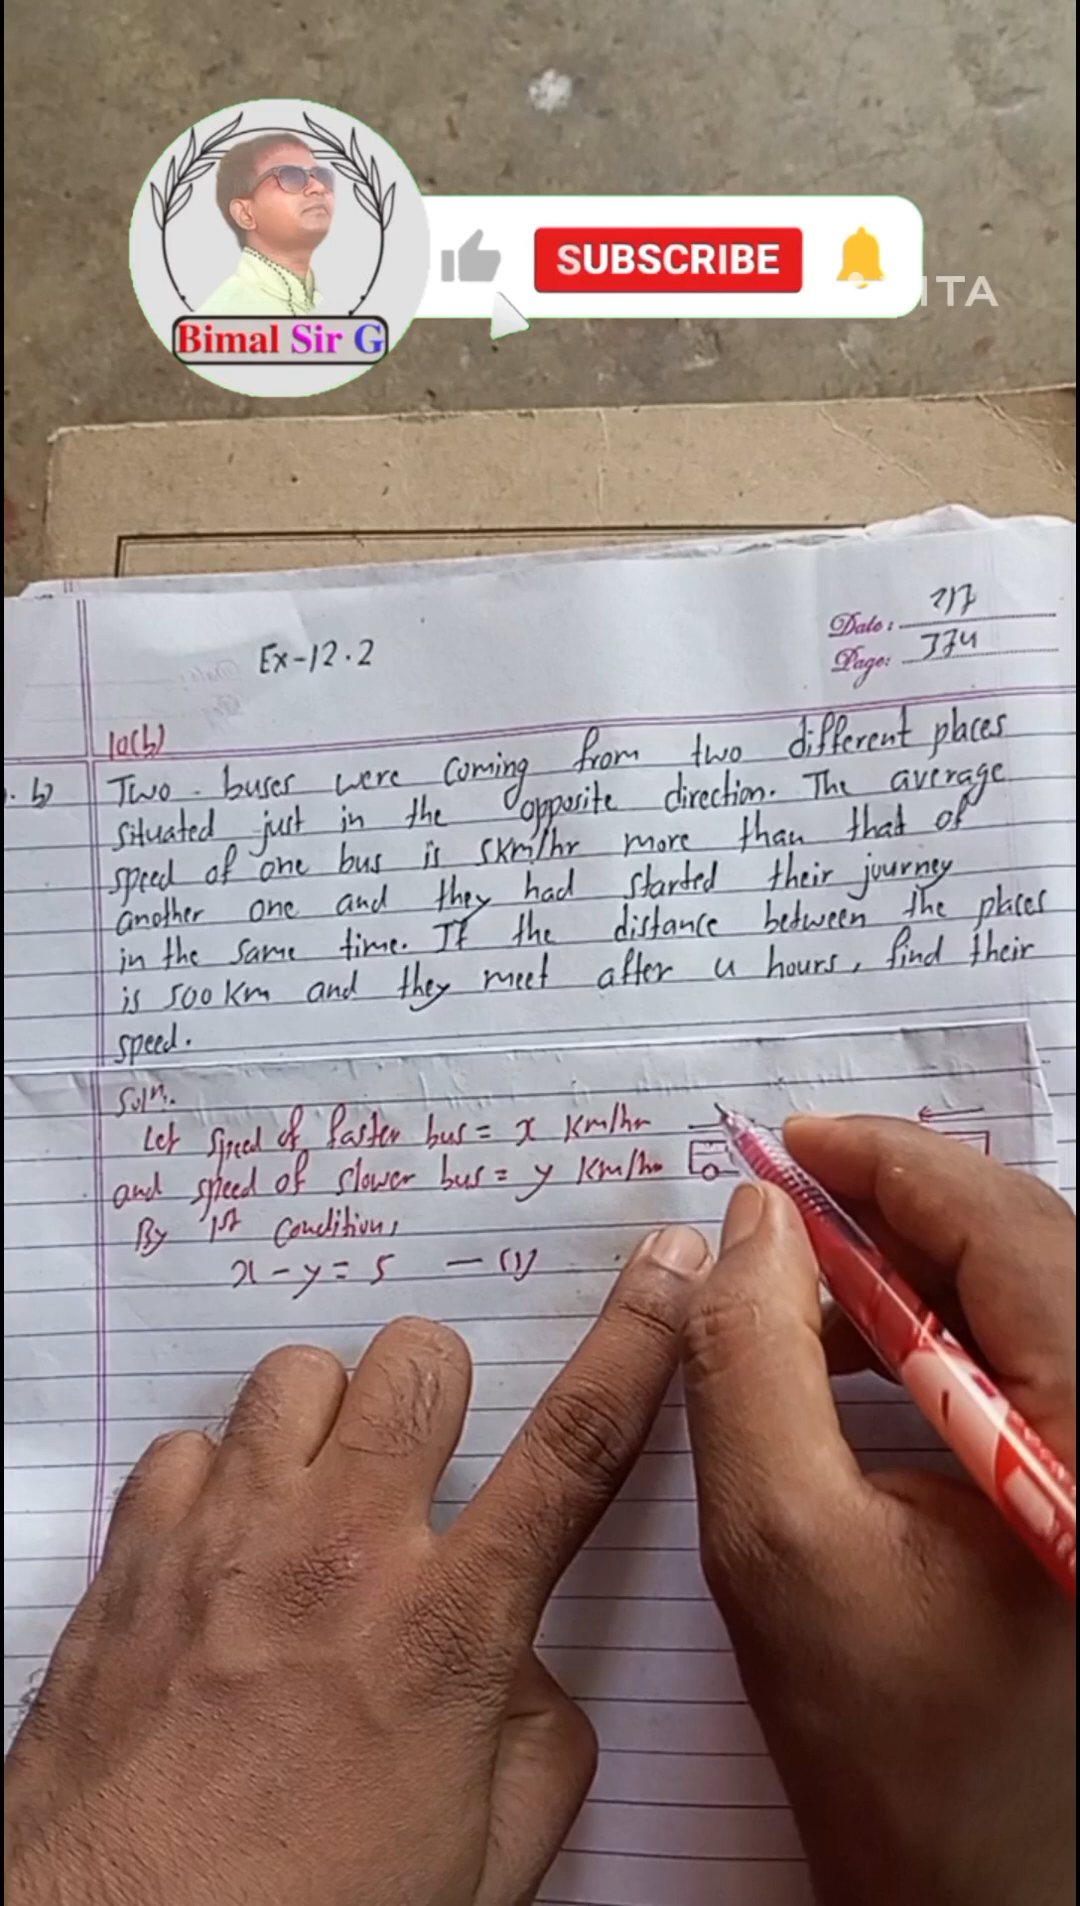 SUBSCRIBE
ITA
Bimal Sir G
Date: 217
Page: 374
Ex-12.2
10(b)
. b) Two buses were coming from two different places
situated just in the opposite direction. The average
speed of one bus is 5km/hr more than that of
another one and they had started their journey
in the same time. If the distance between the places
is 500 km and they meet after 4 hours, find their
speed.
Soln.
Let speed of faster bus = x km/hr
and speed of slower bus = y km/hr
By 1st condition,
x - y = 5 — (1)